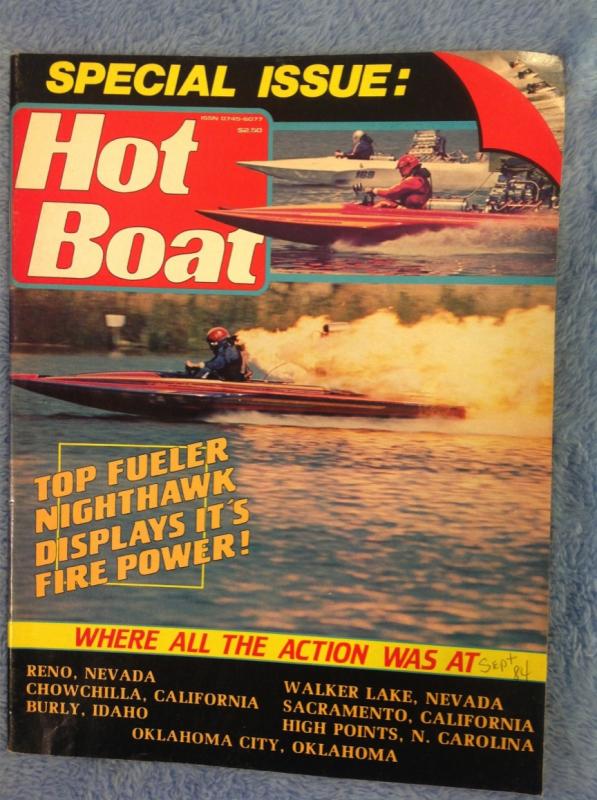 SPECIAL ISSUE:
Hot
Boat
ISSN 0745-6077
$2.50
169
TOP FUELER
NIGHTHAWK
DISPLAYS IT'S
FIRE POWER!
WHERE ALL THE ACTION WAS AT
Sept
84
RENO, NEVADA
CHOWCHILLA, CALIFORNIA
BURLY, IDAHO
WALKER LAKE, NEVADA
SACRAMENTO, CALIFORNIA
HIGH POINTS, N. CAROLINA
OKLAHOMA CITY, OKLAHOMA